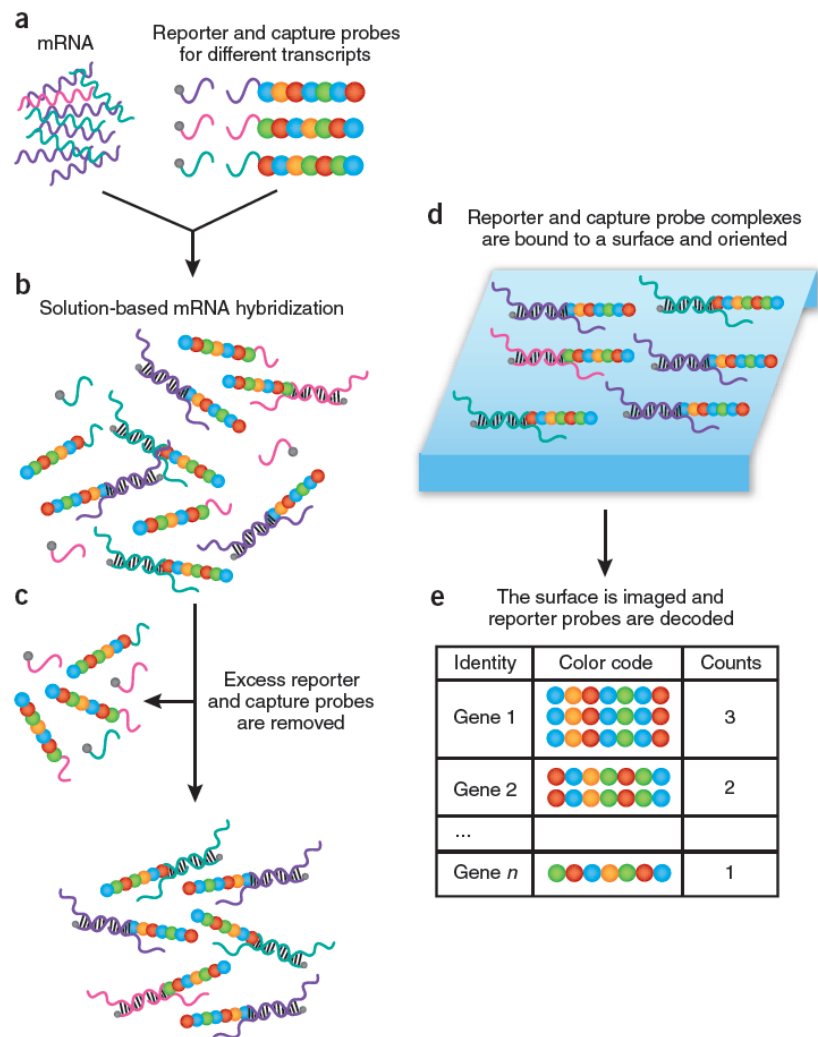 a
mRNA
Reporter and capture probes
for different transcripts
b
Solution-based mRNA hybridization
c
Excess reporter
and capture probes
are removed
d
Reporter and capture probe complexes
are bound to a surface and oriented
e
The surface is imaged and
reporter probes are decoded
Identity Color code Counts
Gene 1 3
Gene 2 2
...
Gene n 1